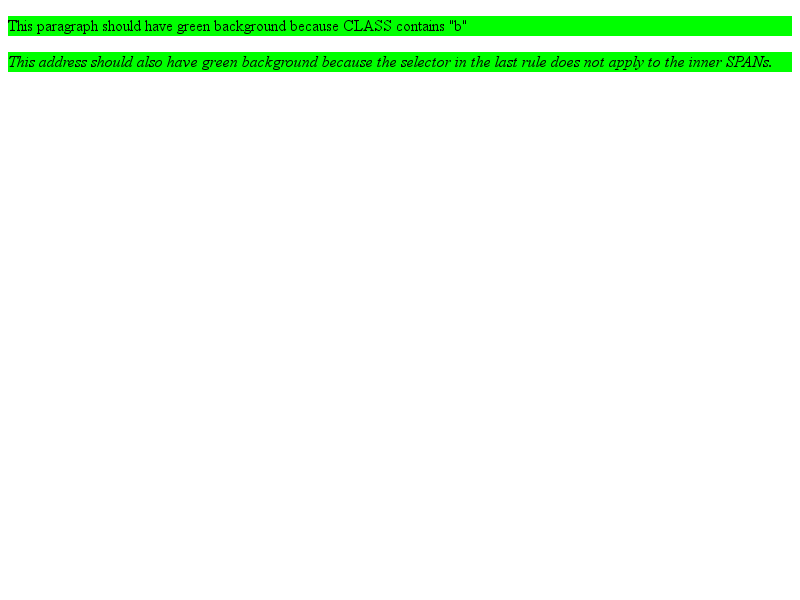 This paragraph should have green background because CLASS contains "b"
This address should also have green background because the selector in the last rule does not apply to the inner SPANs.